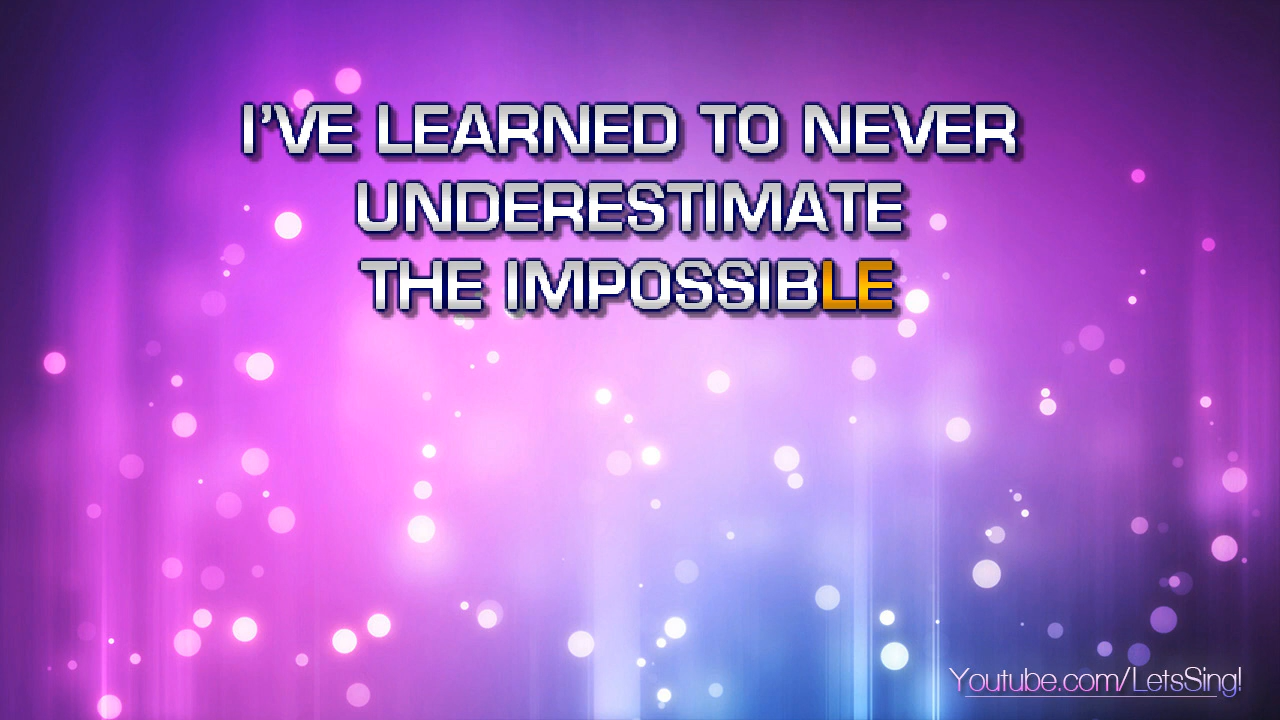 I'VE LEARNED TO NEVER
UNDERESTIMATE
THE IMPOSSIBLE
Youtube.com/LetsSing!